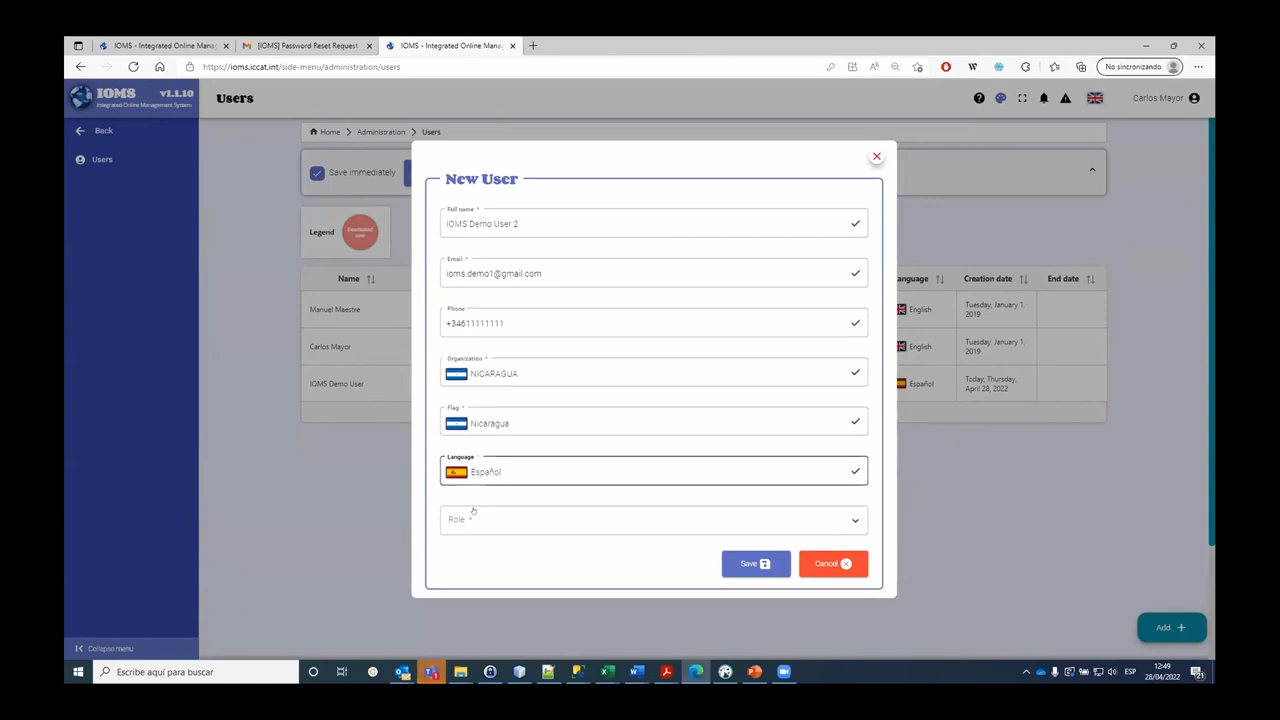 IOMS - Integrated Online Manag
[IOMS] Password Reset Request
IOMS - Integrated Online Manag
https://ioms.iccat.int/side-menu/administration/users
No sincronizando
IOMS v1.1.10
Integrated Online Management System
Users
Carlos Mayor
Back
Home > Administration > Users
Users
Save immediately
New User
Full name *
IOMS Demo User 2
Legend
Deactivated user
Email *
ioms.demo1@gmail.com
Name
anguage
Creation date
End date
Manuel Maestre
English
Tuesday, January 1, 2019
Phone *
+34611111111
Carlos Mayor
English
Tuesday, January 1, 2019
Organization *
NICARAGUA
IOMS Demo User
Español
Today, Thursday, April 28, 2022
Flag *
Nicaragua
Language *
Español
Role *
Save
Cancel
Add +
Collapse menu
Escribe aquí para buscar
ESP
12:49
28/04/2022
21